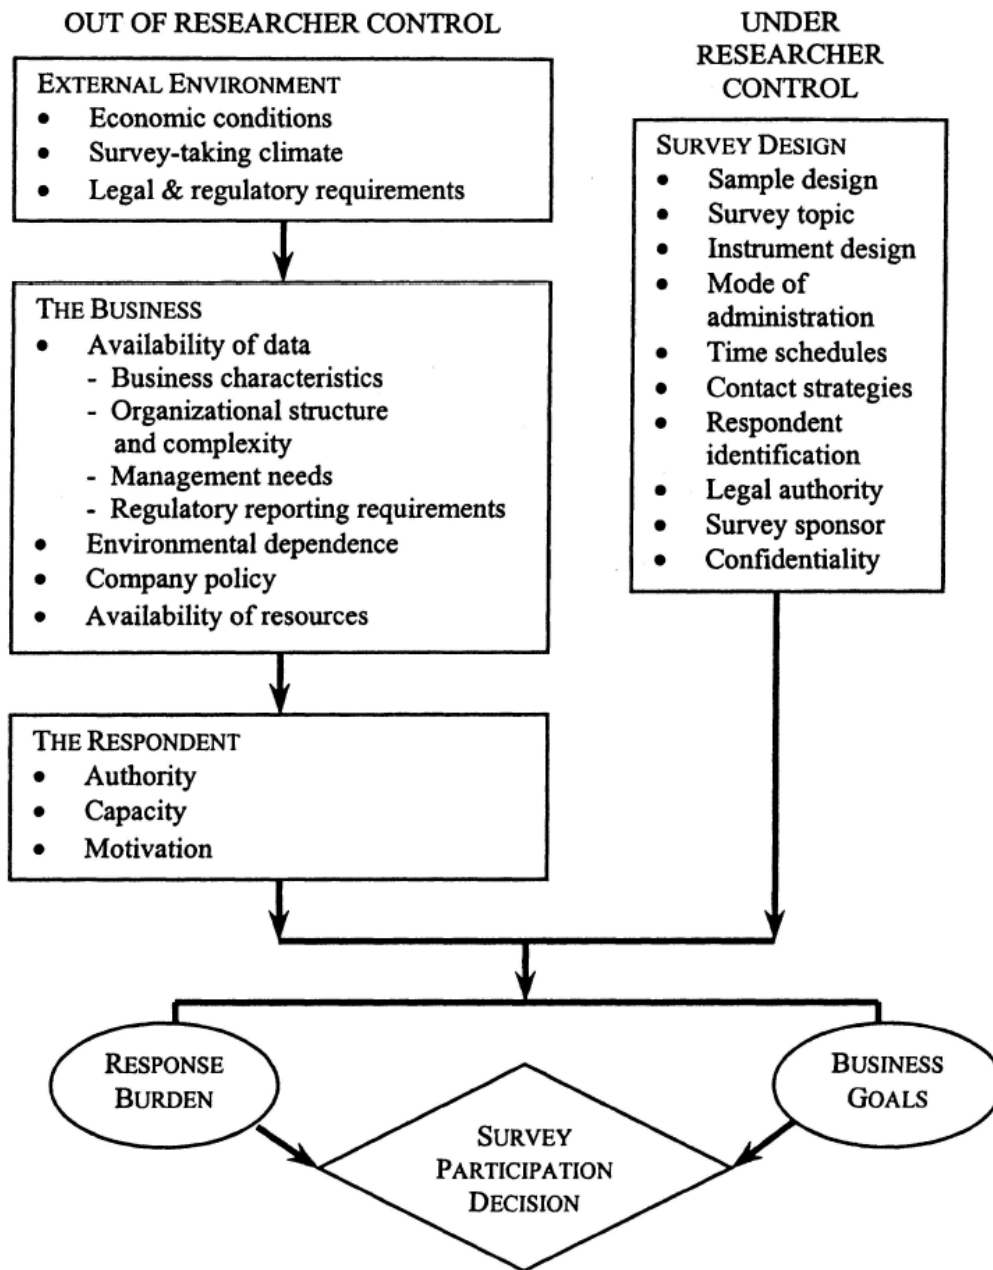 OUT OF RESEARCHER CONTROL
EXTERNAL ENVIRONMENT
• Economic conditions
• Survey-taking climate
• Legal & regulatory requirements
THE BUSINESS
• Availability of data
- Business characteristics
- Organizational structure
and complexity
- Management needs
- Regulatory reporting requirements
• Environmental dependence
• Company policy
• Availability of resources
THE RESPONDENT
• Authority
• Capacity
• Motivation
UNDER
RESEARCHER
CONTROL
SURVEY DESIGN
• Sample design
• Survey topic
• Instrument design
• Mode of
administration
• Time schedules
• Contact strategies
• Respondent
identification
• Legal authority
• Survey sponsor
• Confidentiality
RESPONSE
BURDEN
BUSINESS
GOALS
SURVEY
PARTICIPATION
DECISION